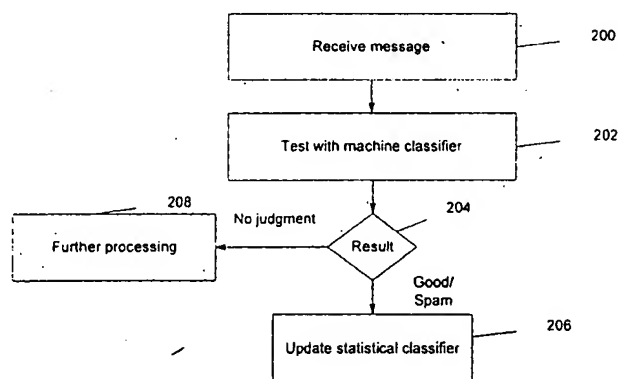 Receive message
200
Test with machine classifier
202
208
No judgment
204
Further processing
Result
Good/
Spam
206
Update statistical classifier